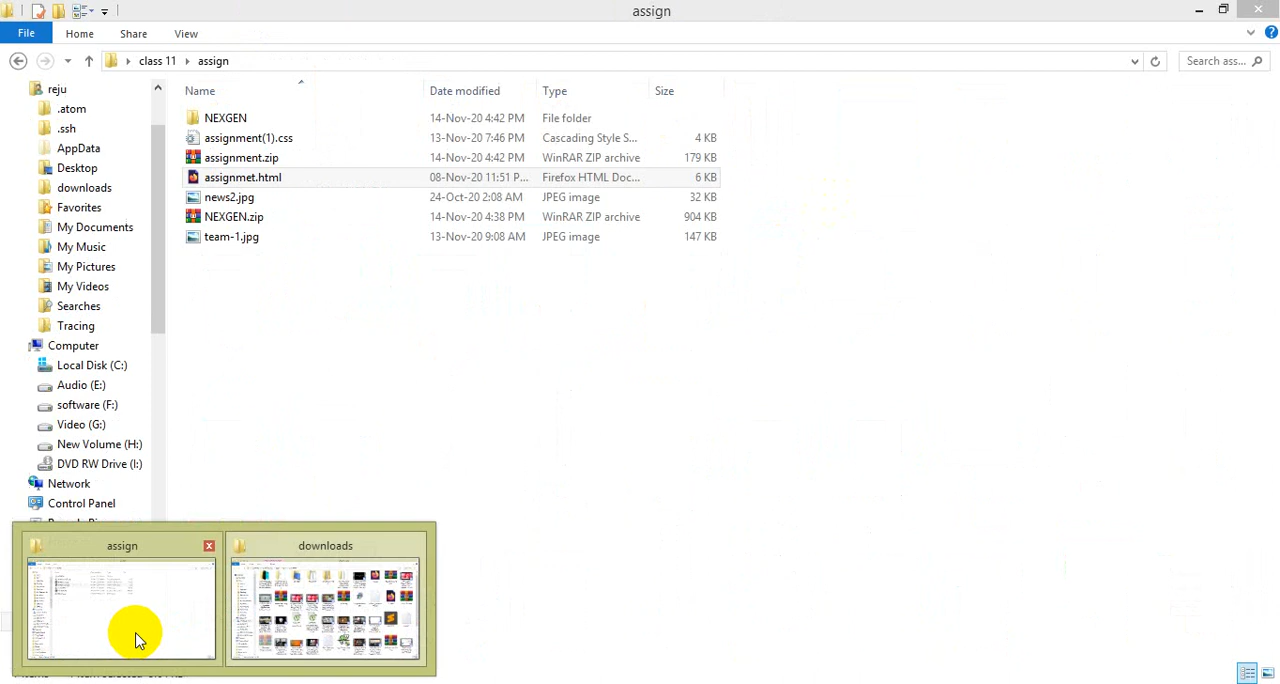 assign
File Home Share View
class 11 assign
Search ass...
Name Date modified Type Size
reju
.atom
.ssh
AppData
Desktop
downloads
Favorites
My Documents
My Music
My Pictures
My Videos
Searches
Tracing
Computer
Local Disk (C:)
Audio (E:)
software (F:)
Video (G:)
New Volume (H:)
DVD RW Drive (I:)
Network
Control Panel
NEXGEN 14-Nov-20 4:42 PM File folder
assignment(1).css 13-Nov-20 7:46 PM Cascading Style S... 4 KB
assignment.zip 14-Nov-20 4:42 PM WinRAR ZIP archive 179 KB
assignmet.html 08-Nov-20 11:51 P... Firefox HTML Doc... 6 KB
news2.jpg 24-Oct-20 2:08 AM JPEG image 32 KB
NEXGEN.zip 14-Nov-20 4:38 PM WinRAR ZIP archive 904 KB
team-1.jpg 13-Nov-20 9:08 AM JPEG image 147 KB
assign
downloads